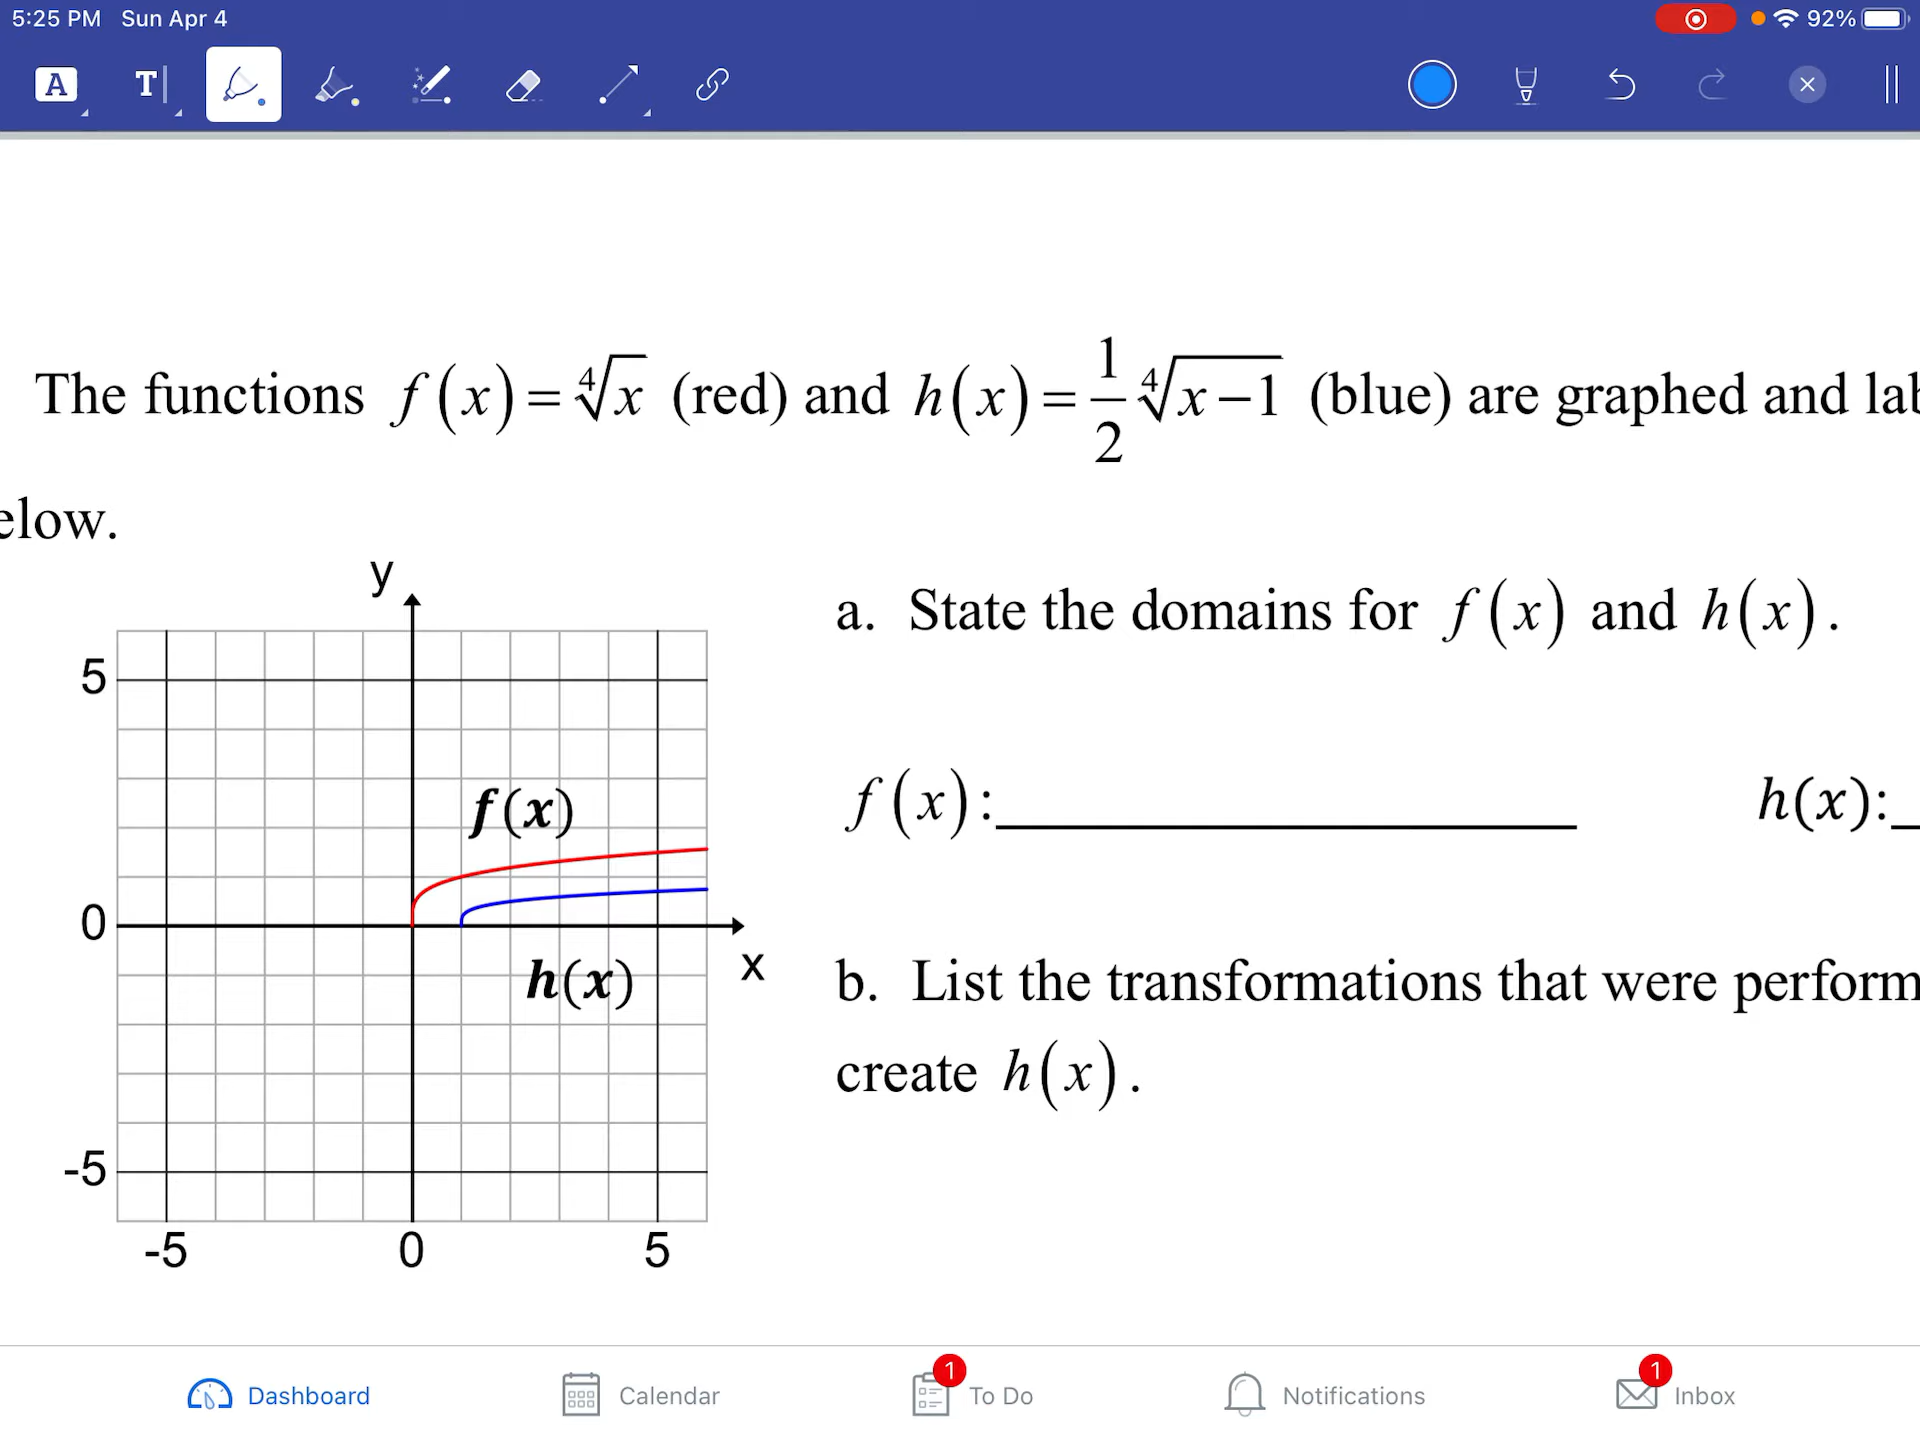 5:25 PM Sun Apr 4 92%
A T
The functions f(x) = ∜x (red) and h(x) = 1/2 ∜(x−1) (blue) are graphed and lab
elow.
y
a. State the domains for f(x) and h(x).
5
f(x)
f(x):__________ h(x):_
0
h(x)
x
b. List the transformations that were perform
create h(x).
-5
-5 0 5
1 1
Dashboard Calendar To Do Notifications Inbox